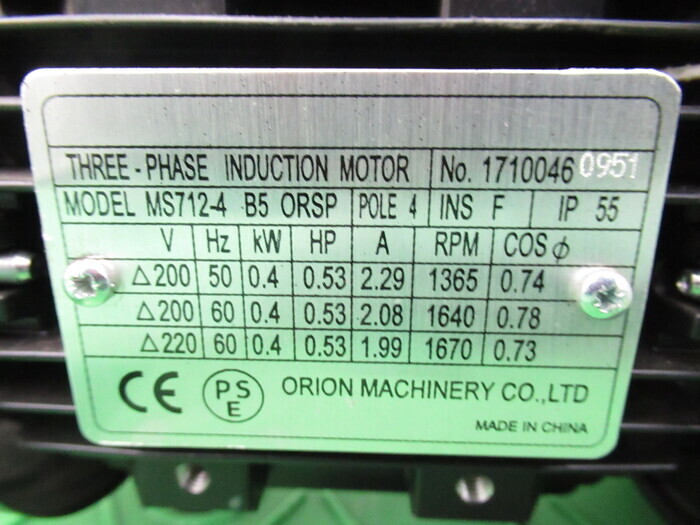 THREE-PHASE INDUCTION MOTOR No. 1710046 0951
MODEL MS712-4 B5 ORSP POLE 4 INS F IP 55
V Hz kW HP A RPM COSφ
△200 50 0.4 0.53 2.29 1365 0.74
△200 60 0.4 0.53 2.08 1640 0.78
△220 60 0.4 0.53 1.99 1670 0.73
CE PSE ORION MACHINERY CO.,LTD
MADE IN CHINA